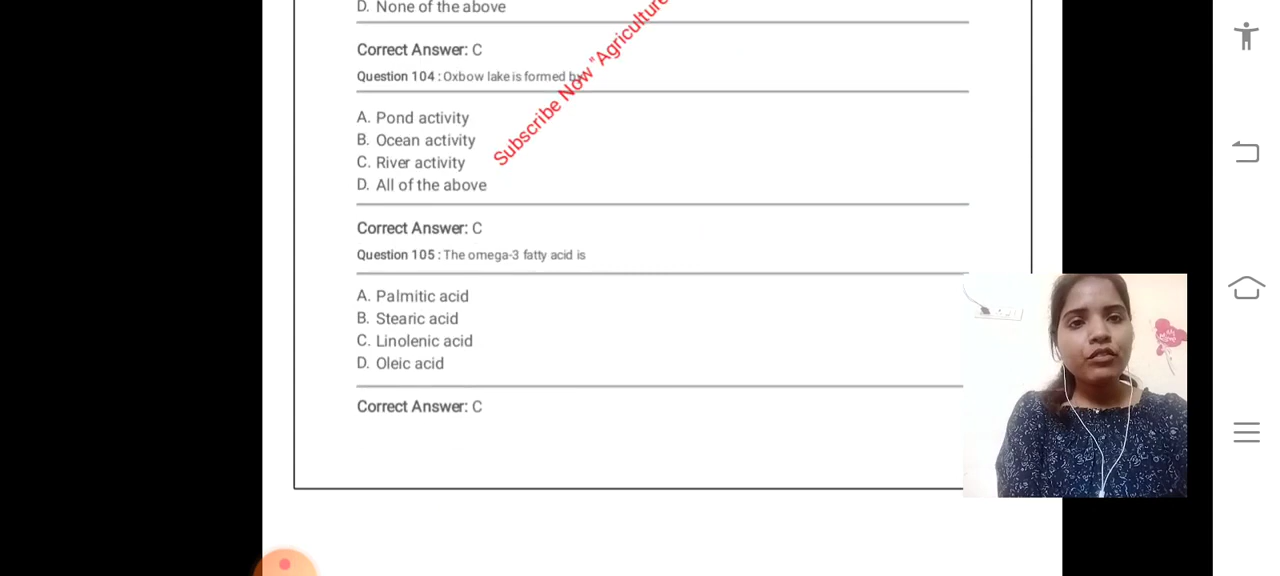 D. None of the above
Correct Answer: C
Question 104 : Oxbow lake is formed by
Subscribe Now "Agriculture
A. Pond activity
B. Ocean activity
C. River activity
D. All of the above
Correct Answer: C
Question 105 : The omega-3 fatty acid is
A. Palmitic acid
B. Stearic acid
C. Linolenic acid
D. Oleic acid
Correct Answer: C